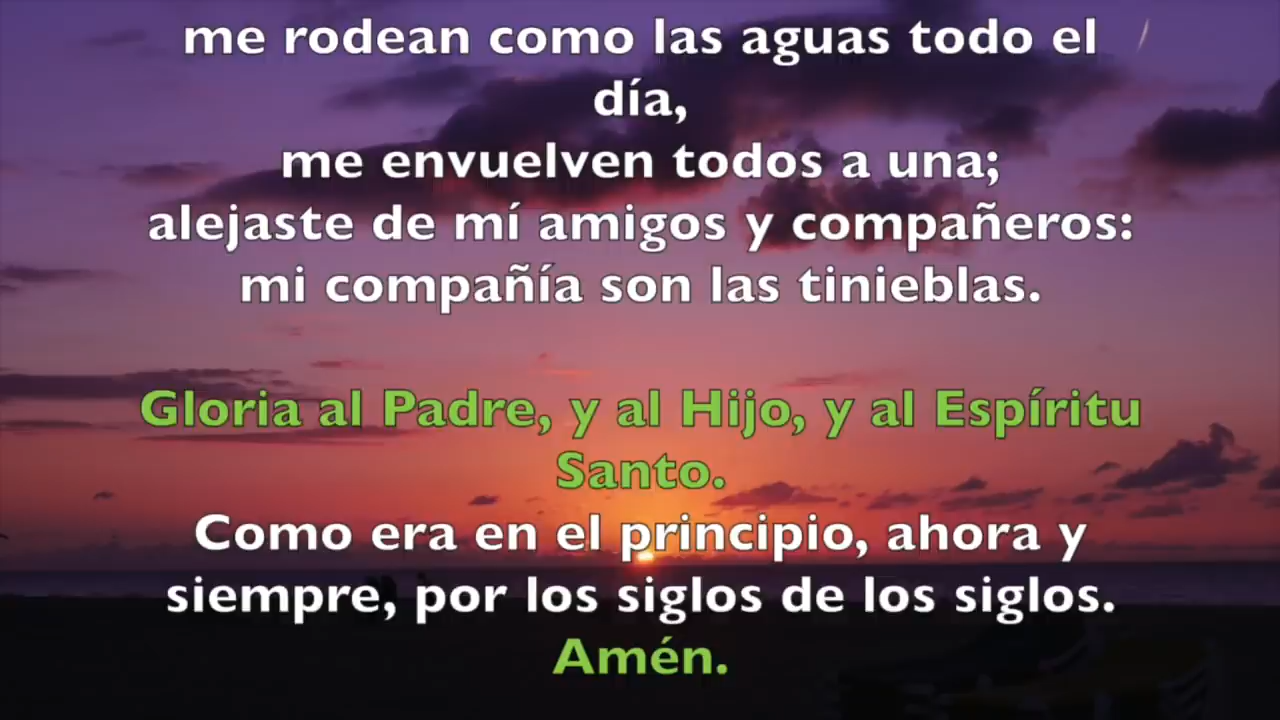 me rodean como las aguas todo el
día,
me envuelven todos a una;
alejaste de mí amigos y compañeros:
mi compañía son las tinieblas.
Gloria al Padre, y al Hijo, y al Espíritu
Santo.
Como era en el principio, ahora y
siempre, por los siglos de los siglos.
Amén.